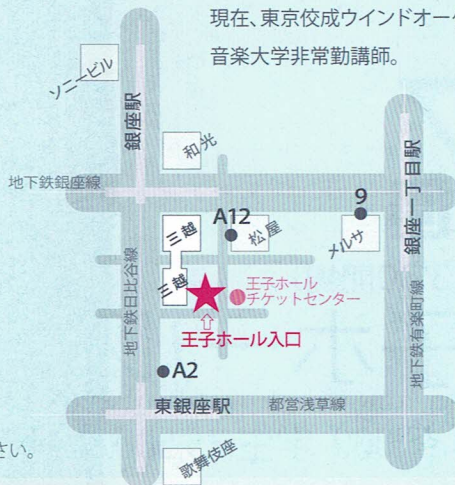 現在、東京佼成ウインドオーケ
音楽大学非常勤講師。
ソニービル
銀座駅
和光
地下鉄銀座線
銀座一丁目駅
9
A12
三越
松屋
メルサ
三越
王子ホール
チケットセンター
王子ホール入口
地下鉄日比谷線
地下鉄有楽町線
A2
東銀座駅
都営浅草線
さい。
歌舞伎座